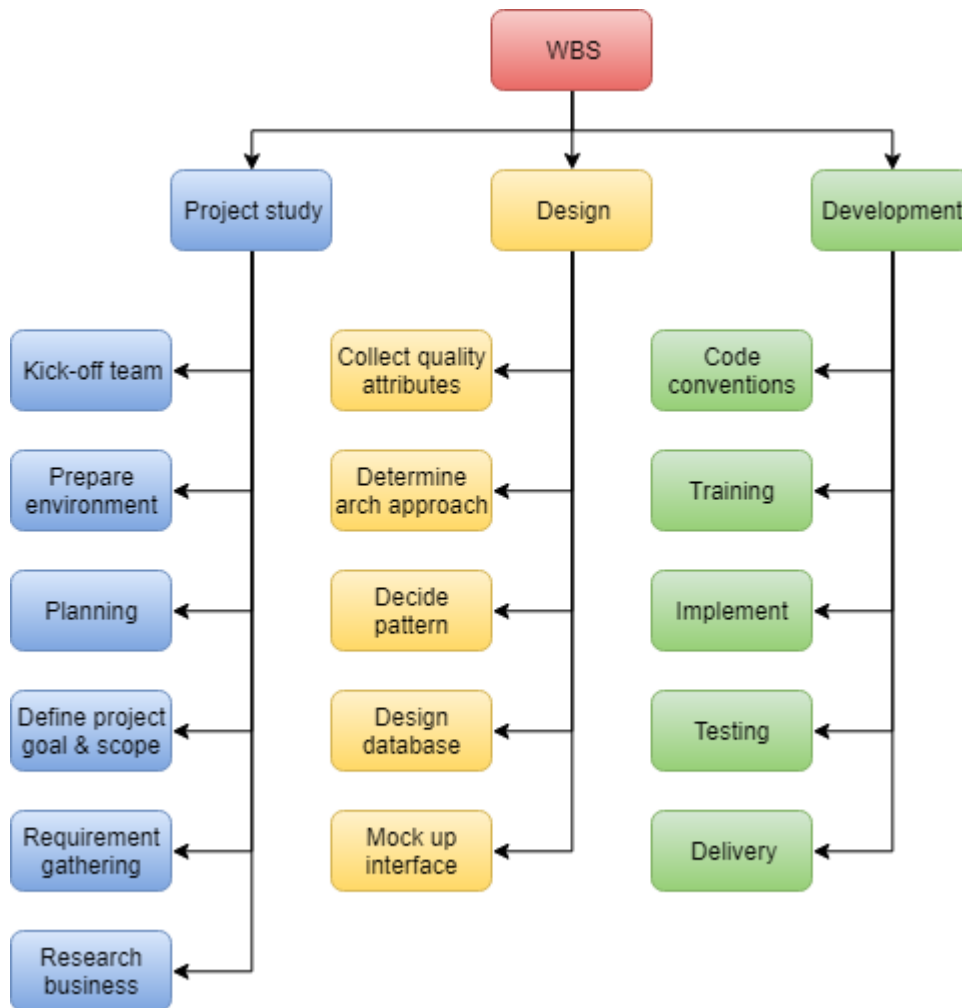 WBS
Project study
Design
Development
Kick-off team
Collect quality
attributes
Code
conventions
Prepare
environment
Determine
arch approach
Training
Planning
Decide
pattern
Implement
Define project
goal & scope
Design
database
Testing
Requirement
gathering
Mock up
interface
Delivery
Research
business